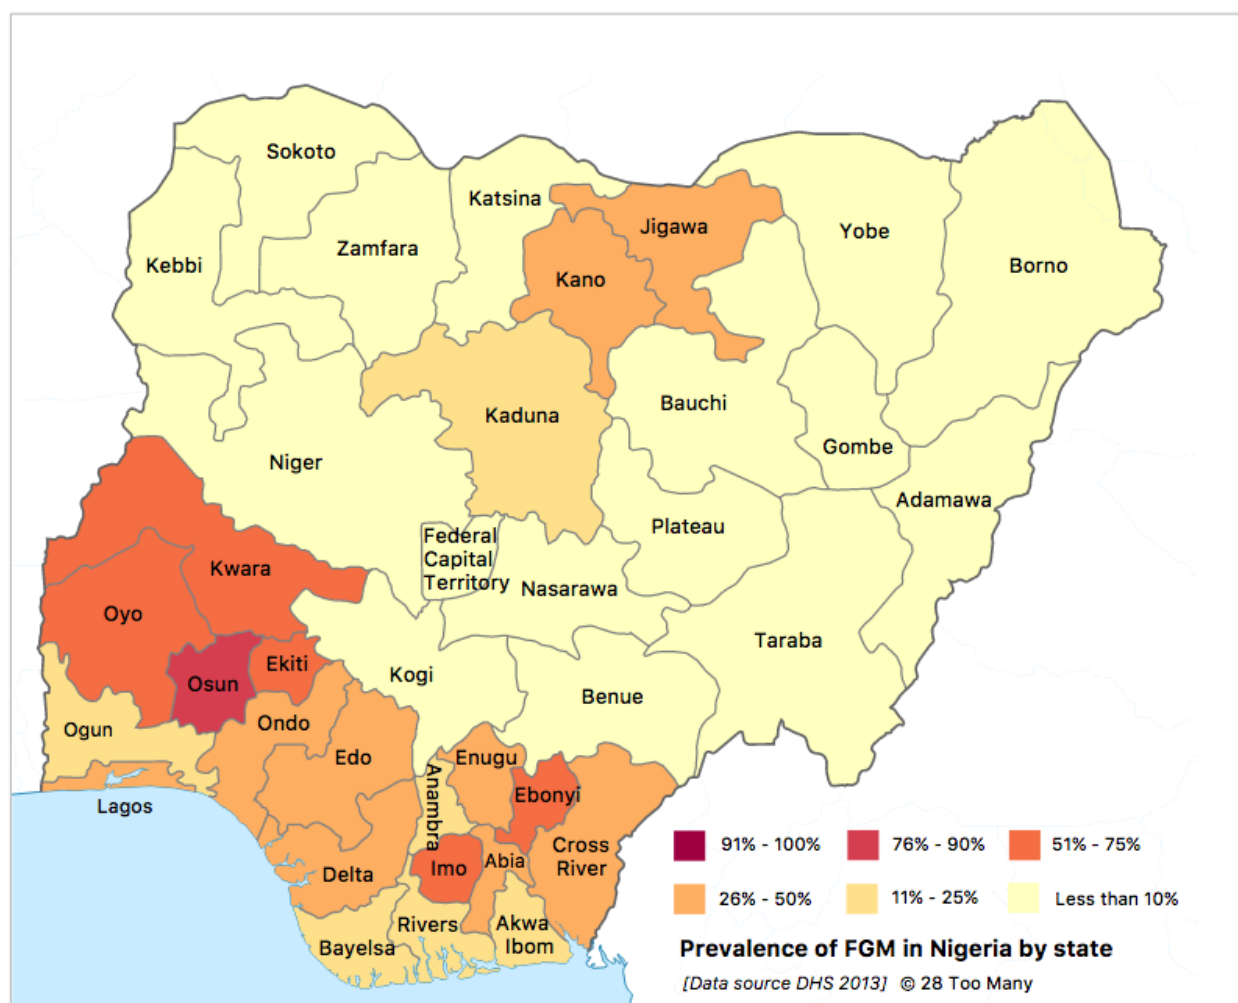 Sokoto
Katsina
Jigawa
Yobe
Borno
Kebbi
Zamfara
Kano
Kaduna
Bauchi
Gombe
Niger
Adamawa
Plateau
Federal
Capital
Territory
Nasarawa
Kwara
Oyo
Taraba
Osun
Ekiti
Kogi
Benue
Ogun
Ondo
Edo
Enugu
Anambra
Ebonyi
Lagos
Delta
Imo
Abia
Cross
River
Rivers
Akwa
Ibom
Bayelsa
91% - 100%
76% - 90%
51% - 75%
26% - 50%
11% - 25%
Less than 10%
Prevalence of FGM in Nigeria by state
[Data source DHS 2013] © 28 Too Many